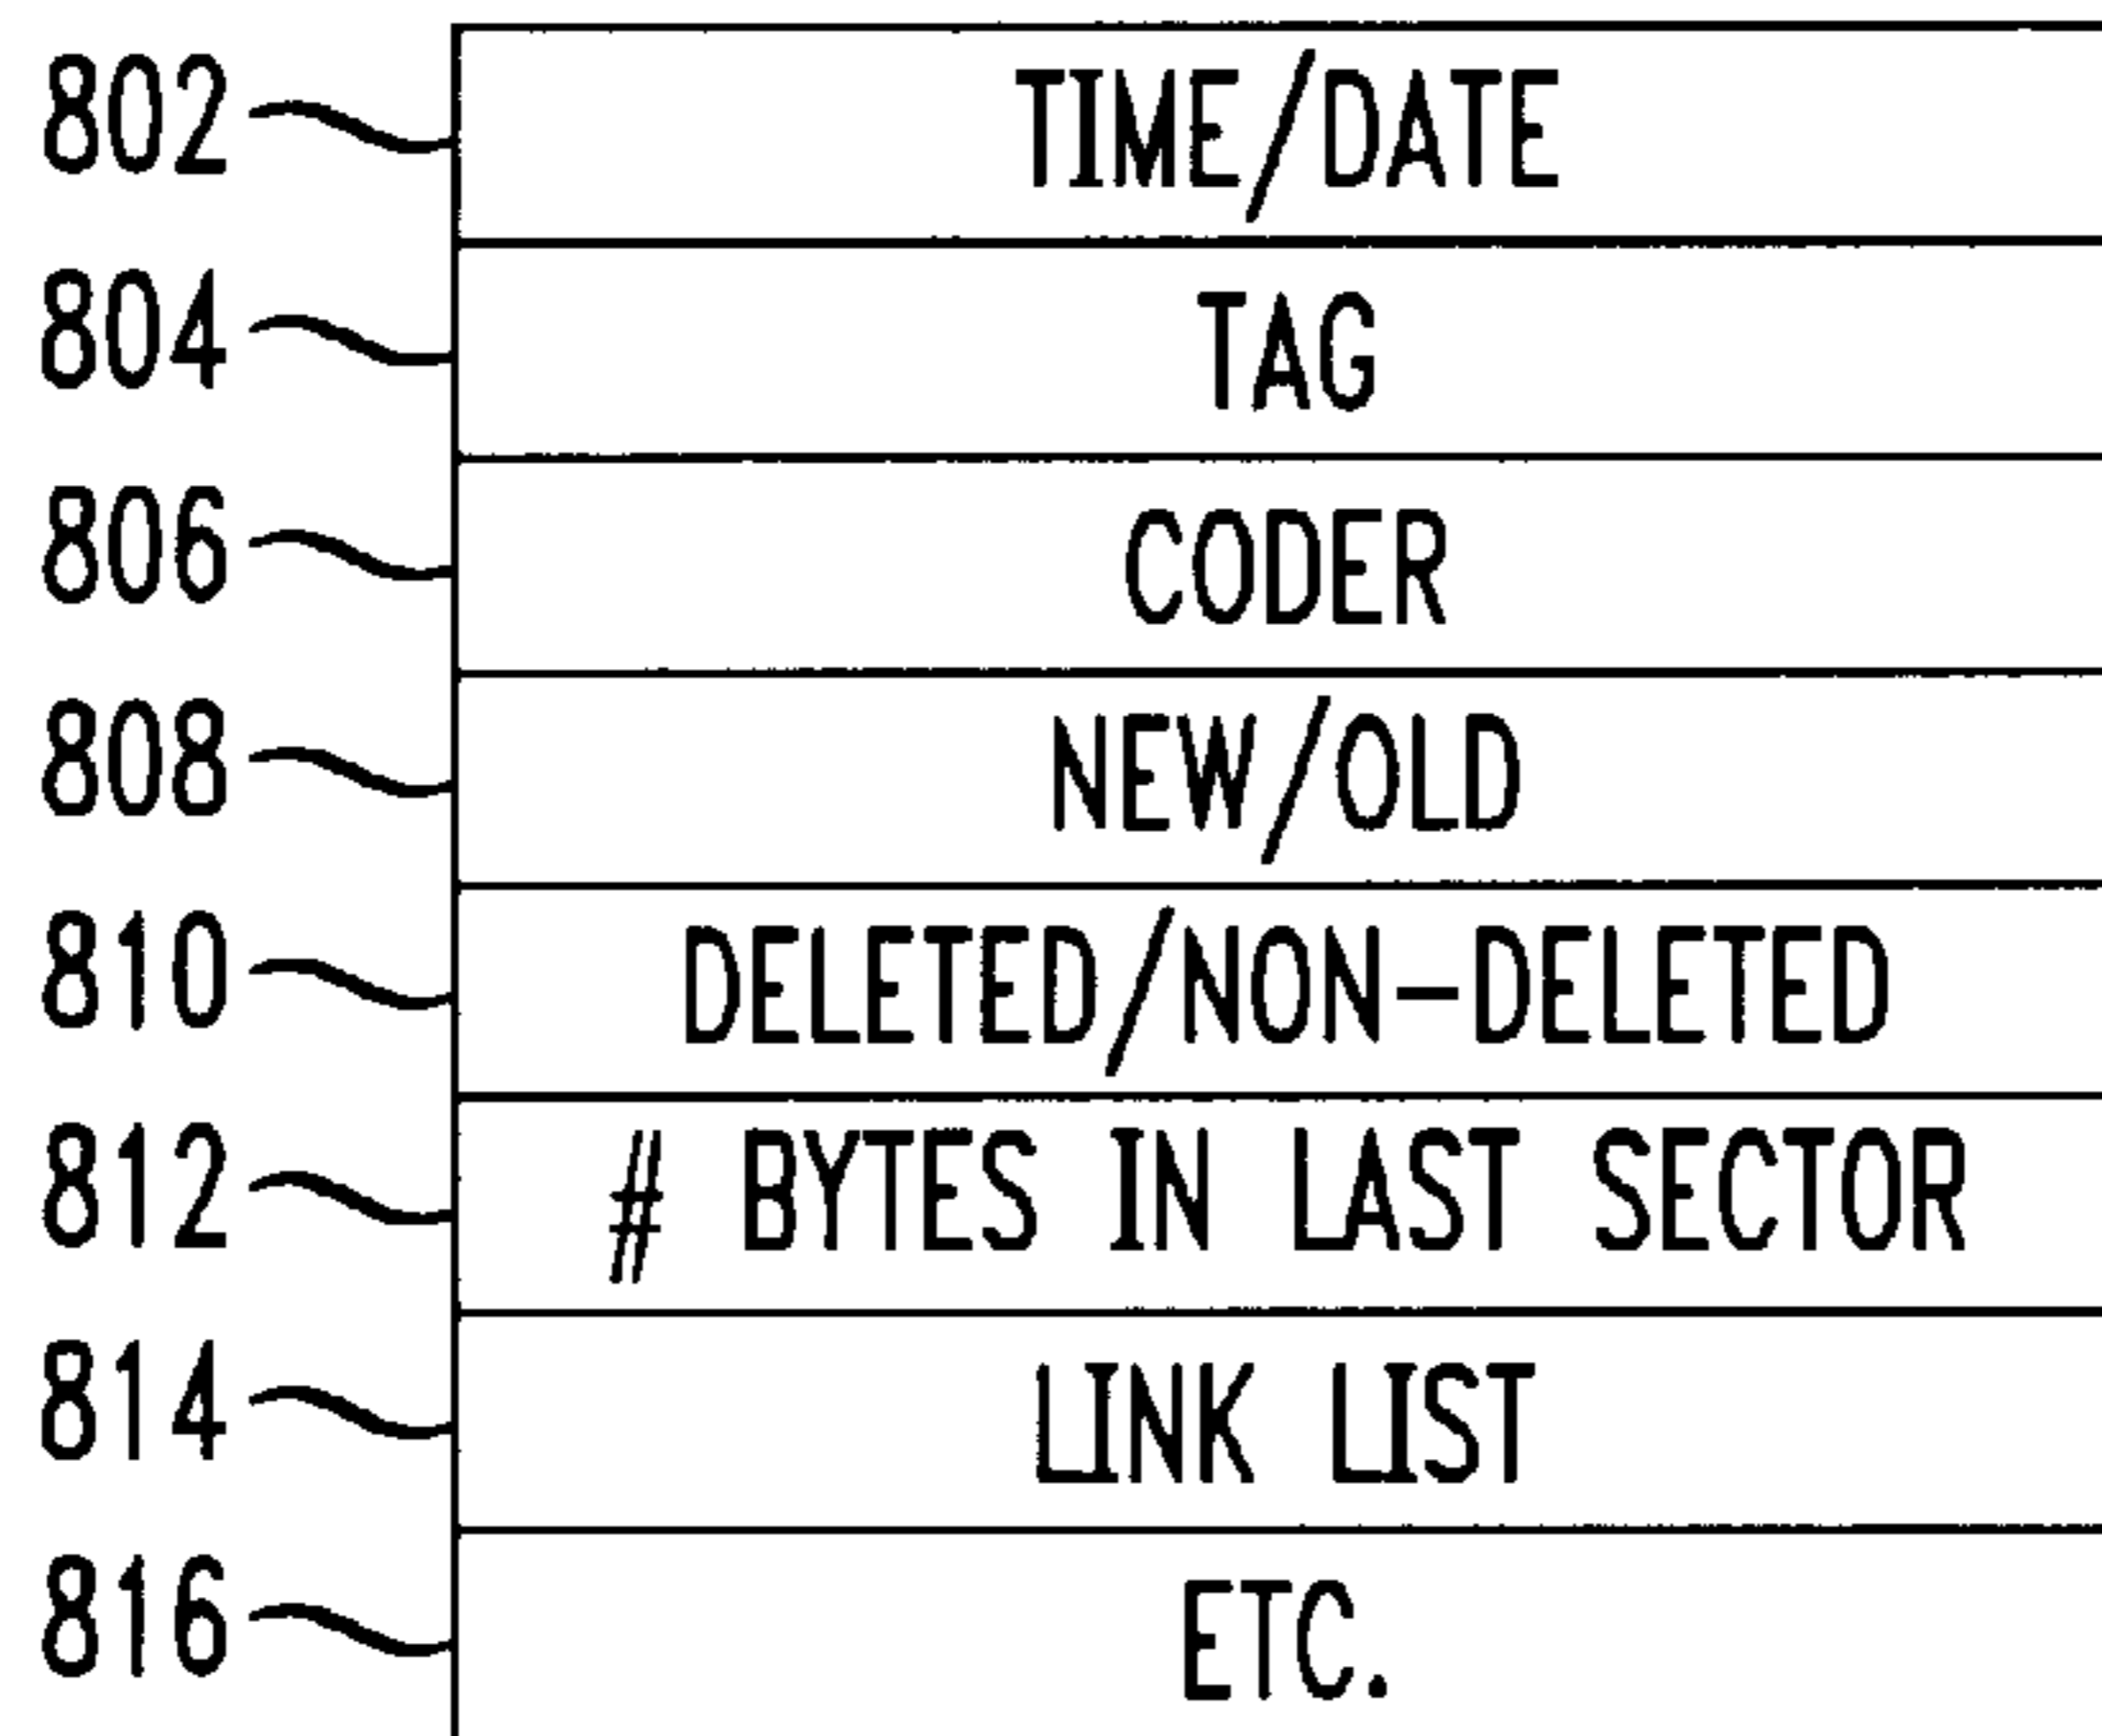 802 TIME/DATE
804 TAG
806 CODER
808 NEW/OLD
810 DELETED/NON-DELETED
812 # BYTES IN LAST SECTOR
814 LINK LIST
816 ETC.